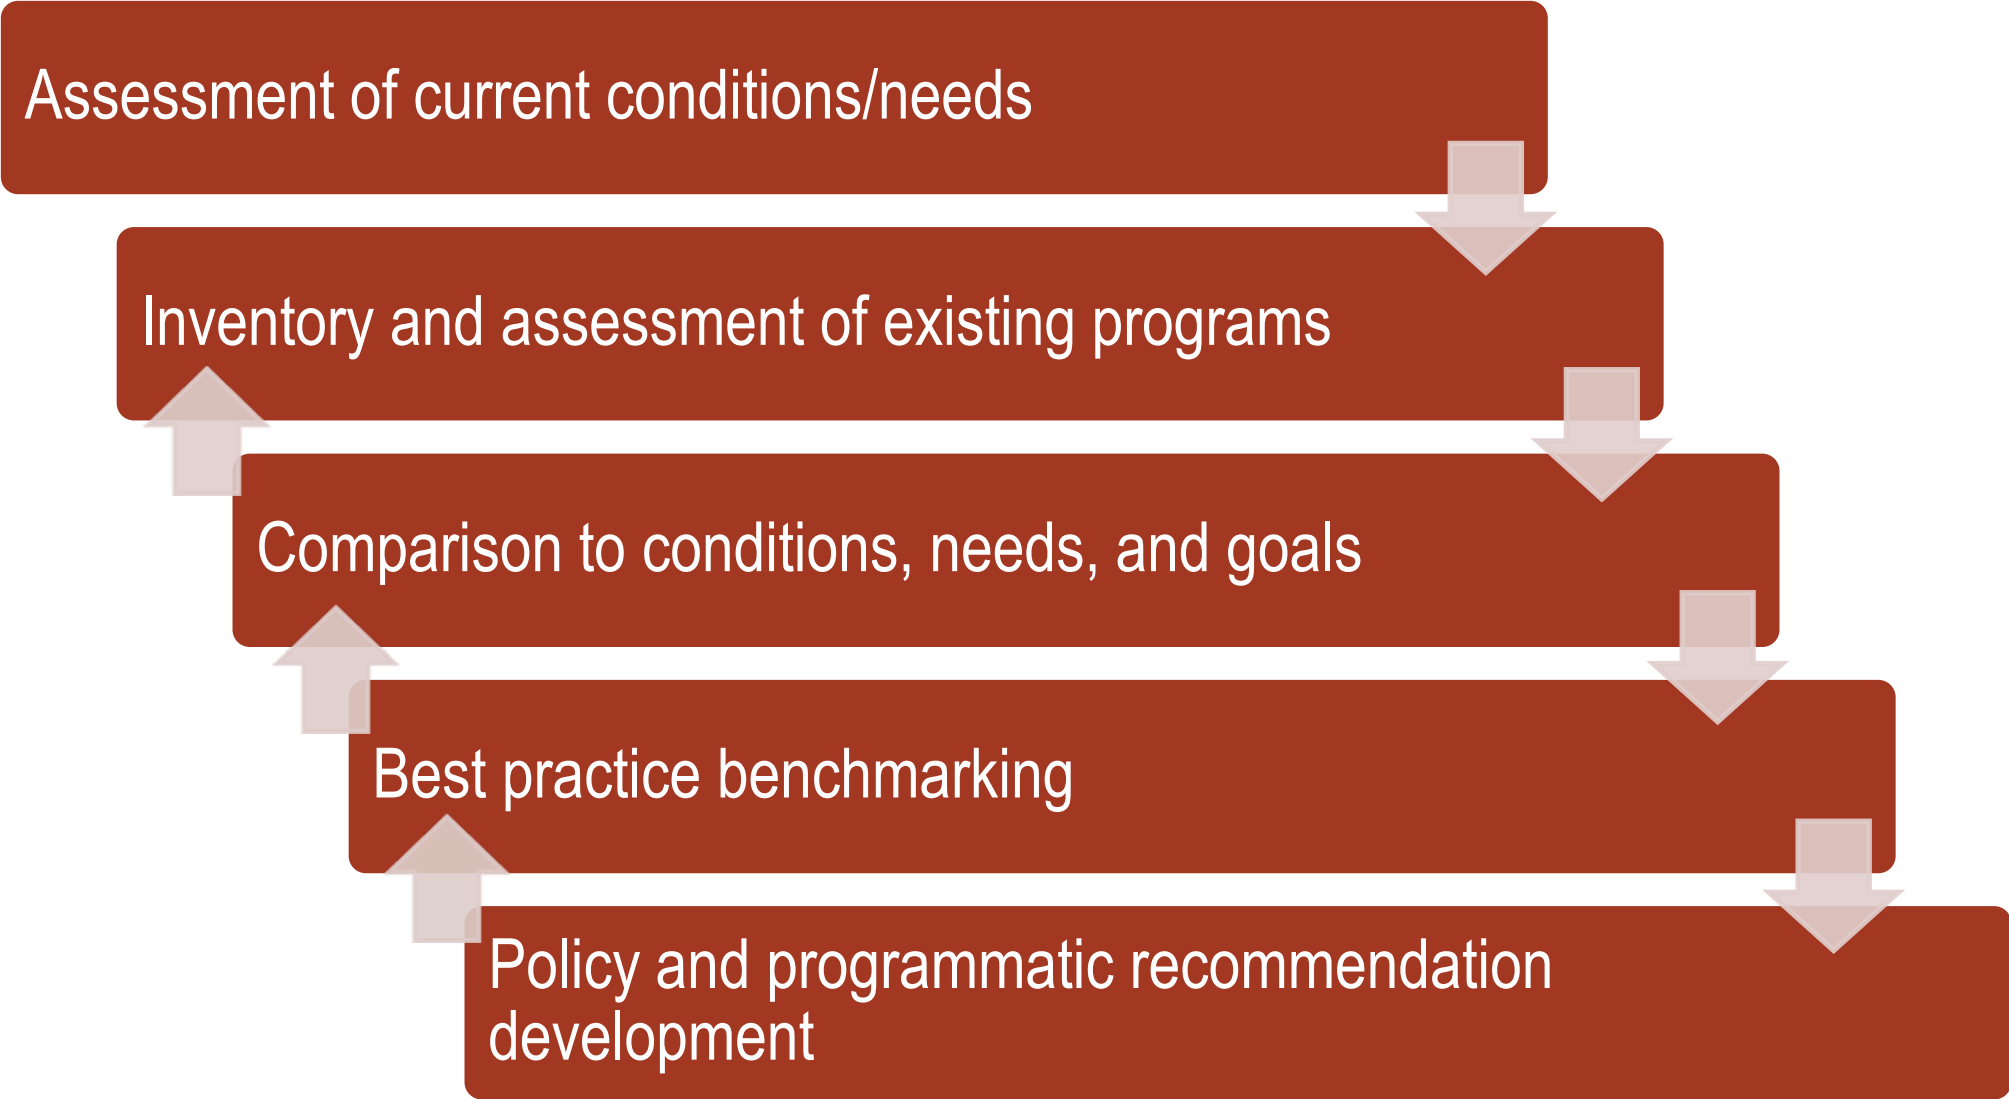 Assessment of current conditions/needs
Inventory and assessment of existing programs
Comparison to conditions, needs, and goals
Best practice benchmarking
Policy and programmatic recommendation
development